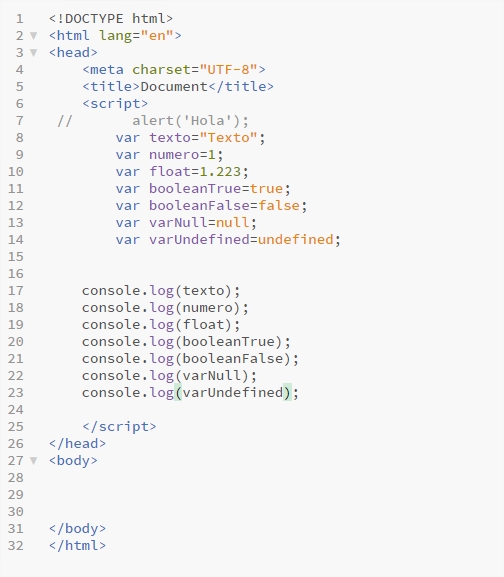 1 <!DOCTYPE html>
2 <html lang="en">
3 <head>
4 <meta charset="UTF-8">
5 <title>Document</title>
6 <script>
7 // alert('Hola');
8 var texto="Texto";
9 var numero=1;
10 var float=1.223;
11 var booleanTrue=true;
12 var booleanFalse=false;
13 var varNull=null;
14 var varUndefined=undefined;
15
16
17 console.log(texto);
18 console.log(numero);
19 console.log(float);
20 console.log(booleanTrue);
21 console.log(booleanFalse);
22 console.log(varNull);
23 console.log(varUndefined);
24
25 </script>
26 </head>
27 <body>
28
29
30
31 </body>
32 </html>